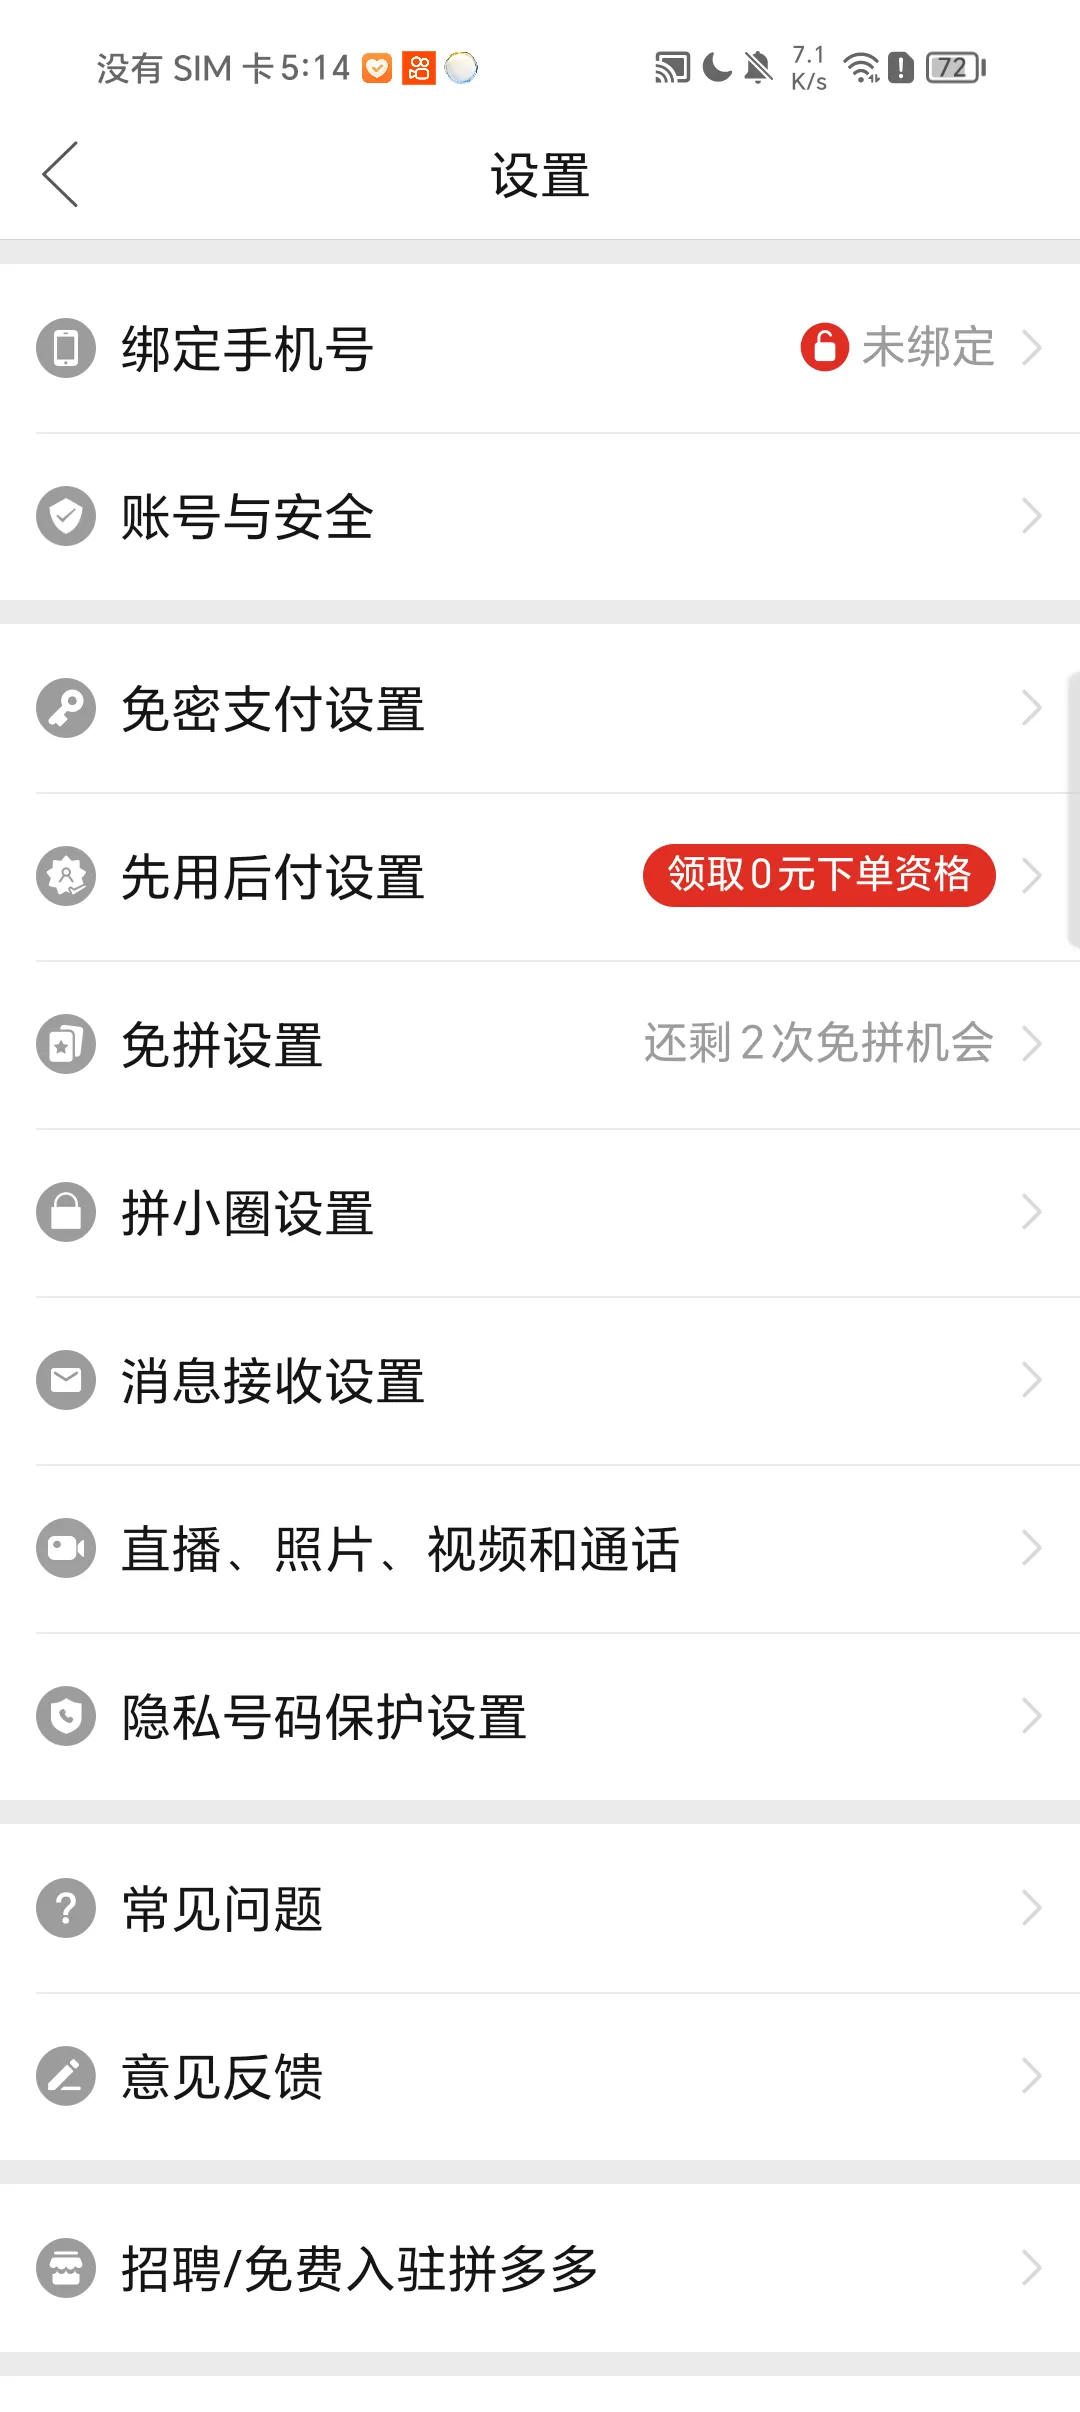 没有 SIM 卡 5:14 7.1 K/s 72
设置
绑定手机号 未绑定
账号与安全
免密支付设置
先用后付设置 领取0元下单资格
免拼设置 还剩2次免拼机会
拼小圈设置
消息接收设置
直播、照片、视频和通话
隐私号码保护设置
常见问题
意见反馈
招聘/免费入驻拼多多